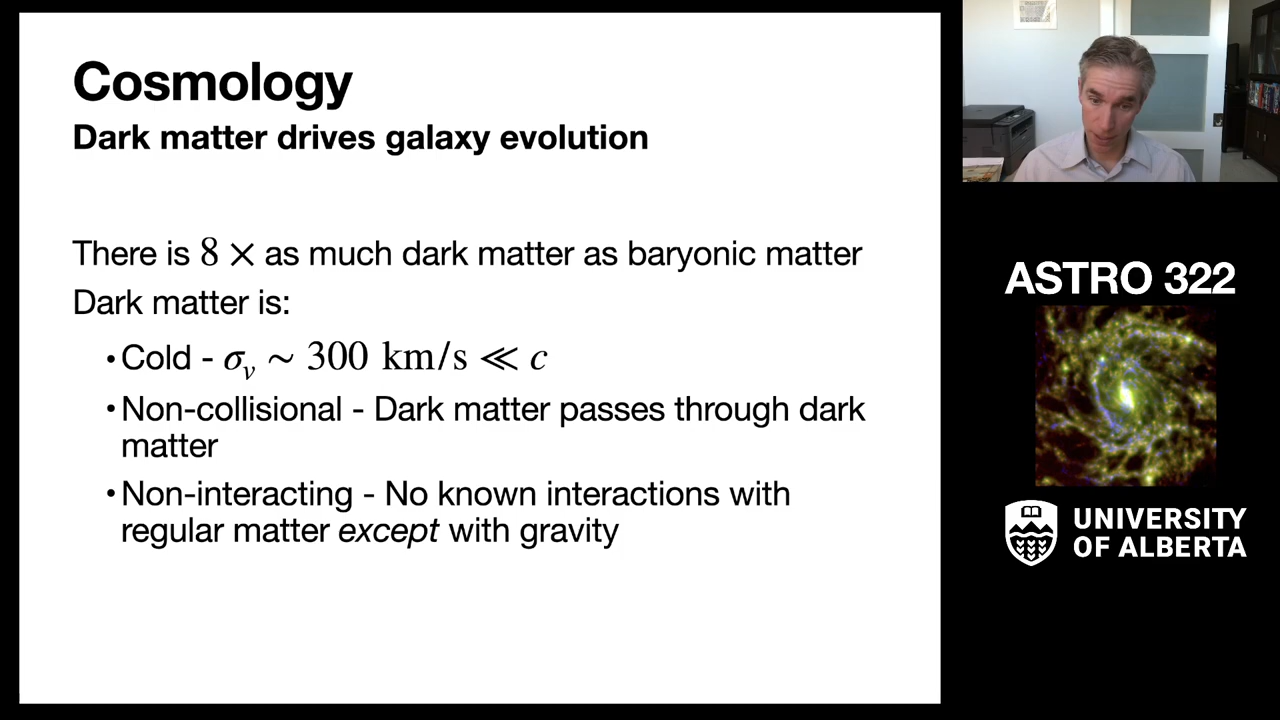 Cosmology
Dark matter drives galaxy evolution
There is 8 × as much dark matter as baryonic matter
Dark matter is:
• Cold - σᵥ ∼ 300 km/s ≪ c
• Non-collisional - Dark matter passes through dark
matter
• Non-interacting - No known interactions with
regular matter except with gravity
ASTRO 322
UNIVERSITY
OF ALBERTA